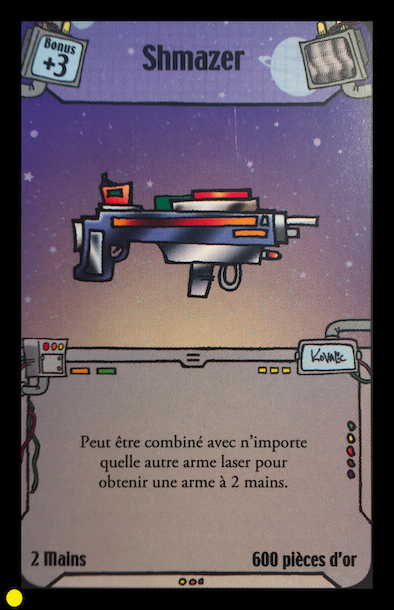 Bonus
+3
Shmazer
Kovalic
Peut être combiné avec n'importe
quelle autre arme laser pour
obtenir une arme à 2 mains.
2 Mains
600 pièces d'or